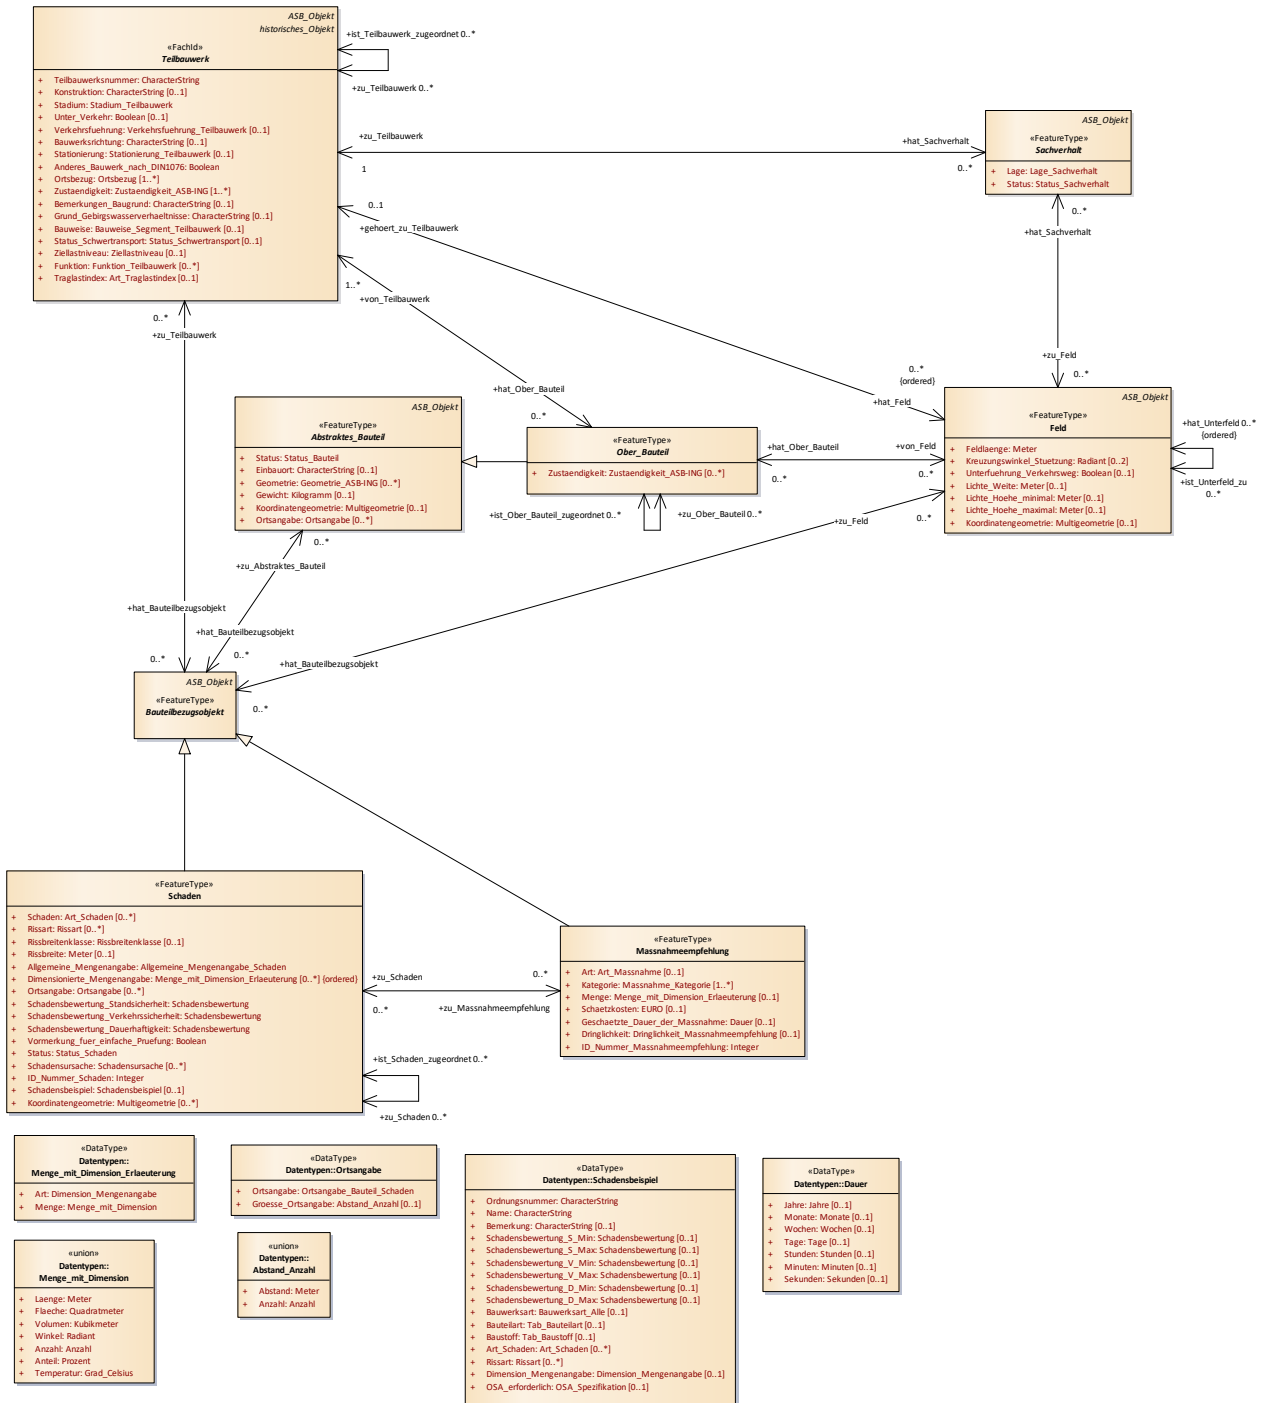 ASB_Objekt
historisches_Objekt
«FachId»
Teilbauwerk
+ Teilbauwerksnummer: CharacterString
+ Konstruktion: CharacterString [0..1]
+ Stadium: Stadium_Teilbauwerk
+ Unter_Verkehr: Boolean [0..1]
+ Verkehrsfuehrung: Verkehrsfuehrung_Teilbauwerk [0..1]
+ Bauwerksrichtung: CharacterString [0..1]
+ Stationierung: Stationierung_Teilbauwerk [0..1]
+ Anderes_Bauwerk_nach_DIN1076: Boolean
+ Ortsbezug: Ortsbezug [1..*]
+ Zustaendigkeit: Zustaendigkeit_ASB-ING [1..*]
+ Bemerkungen_Baugrund: CharacterString [0..1]
+ Grund_Gebirgswasserverhaeltnisse: CharacterString [0..1]
+ Bauweise: Bauweise_Segment_Teilbauwerk [0..1]
+ Status_Schwertransport: Status_Schwertransport [0..1]
+ Ziellastniveau: Ziellastniveau [0..1]
+ Funktion: Funktion_Teilbauwerk [0..*]
+ Traglastindex: Art_Traglastindex [0..1]
+ist_Teilbauwerk_zugeordnet 0..*
+zu_Teilbauwerk 0..*
+zu_Teilbauwerk
1
+hat_Sachverhalt
0..*
ASB_Objekt
«FeatureType»
Sachverhalt
+ Lage: Lage_Sachverhalt
+ Status: Status_Sachverhalt
0..*
+hat_Sachverhalt
+zu_Feld
0..*
0..1
+gehoert_zu_Teilbauwerk
0..*
{ordered}
+hat_Feld
1..*
+von_Teilbauwerk
+hat_Ober_Bauteil
0..*
0..*
+zu_Teilbauwerk
+hat_Bauteilbezugsobjekt
0..*
ASB_Objekt
«FeatureType»
Abstraktes_Bauteil
+ Status: Status_Bauteil
+ Einbauort: CharacterString [0..1]
+ Geometrie: Geometrie_ASB-ING [0..*]
+ Gewicht: Kilogramm [0..1]
+ Koordinatengeometrie: Multigeometrie [0..1]
+ Ortsangabe: Ortsangabe [0..*]
«FeatureType»
Ober_Bauteil
+ Zustaendigkeit: Zustaendigkeit_ASB-ING [0..*]
+ist_Ober_Bauteil_zugeordnet 0..*
+zu_Ober_Bauteil 0..*
+hat_Ober_Bauteil
0..*
+von_Feld
0..*
ASB_Objekt
«FeatureType»
Feld
+ Feldlaenge: Meter
+ Kreuzungswinkel_Stuetzung: Radiant [0..2]
+ Unterfuehrung_Verkehrsweg: Boolean [0..1]
+ Lichte_Weite: Meter [0..1]
+ Lichte_Hoehe_minimal: Meter [0..1]
+ Lichte_Hoehe_maximal: Meter [0..1]
+ Koordinatengeometrie: Multigeometrie [0..1]
+hat_Unterfeld 0..*
{ordered}
+ist_Unterfeld_zu
0..*
+zu_Feld
0..*
+hat_Bauteilbezugsobjekt
0..*
0..*
+zu_Abstraktes_Bauteil
+hat_Bauteilbezugsobjekt
0..*
ASB_Objekt
«FeatureType»
Bauteilbezugsobjekt
«FeatureType»
Schaden
+ Schaden: Art_Schaden [0..*]
+ Rissart: Rissart [0..*]
+ Rissbreitenklasse: Rissbreitenklasse [0..1]
+ Rissbreite: Meter [0..1]
+ Allgemeine_Mengenangabe: Allgemeine_Mengenangabe_Schaden
+ Dimensionierte_Mengenangabe: Menge_mit_Dimension_Erlaeuterung [0..*] {ordered}
+ Ortsangabe: Ortsangabe [0..*]
+ Schadensbewertung_Standsicherheit: Schadensbewertung
+ Schadensbewertung_Verkehrssicherheit: Schadensbewertung
+ Schadensbewertung_Dauerhaftigkeit: Schadensbewertung
+ Vormerkung_fuer_einfache_Pruefung: Boolean
+ Status: Status_Schaden
+ Schadensursache: Schadensursache [0..*]
+ ID_Nummer_Schaden: Integer
+ Schadensbeispiel: Schadensbeispiel [0..1]
+ Koordinatengeometrie: Multigeometrie [0..*]
+zu_Schaden
0..*
0..*
+zu_Massnahmeempfehlung
+ist_Schaden_zugeordnet 0..*
+zu_Schaden 0..*
«FeatureType»
Massnahmeempfehlung
+ Art: Art_Massnahme [0..1]
+ Kategorie: Massnahme_Kategorie [1..*]
+ Menge: Menge_mit_Dimension_Erlaeuterung [0..1]
+ Schaetzkosten: EURO [0..1]
+ Geschaetzte_Dauer_der_Massnahme: Dauer [0..1]
+ Dringlichkeit: Dringlichkeit_Massnahmeempfehlung [0..1]
+ ID_Nummer_Massnahmeempfehlung: Integer
«DataType»
Datentypen::
Menge_mit_Dimension_Erlaeuterung
+ Art: Dimension_Mengenangabe
+ Menge: Menge_mit_Dimension
«DataType»
Datentypen::Ortsangabe
+ Ortsangabe: Ortsangabe_Bauteil_Schaden
+ Groesse_Ortsangabe: Abstand_Anzahl [0..1]
«DataType»
Datentypen::Schadensbeispiel
+ Ordnungsnummer: CharacterString
+ Name: CharacterString
+ Bemerkung: CharacterString [0..1]
+ Schadensbewertung_S_Min: Schadensbewertung [0..1]
+ Schadensbewertung_S_Max: Schadensbewertung [0..1]
+ Schadensbewertung_V_Min: Schadensbewertung [0..1]
+ Schadensbewertung_V_Max: Schadensbewertung [0..1]
+ Schadensbewertung_D_Min: Schadensbewertung [0..1]
+ Schadensbewertung_D_Max: Schadensbewertung [0..1]
+ Bauwerksart: Bauwerksart_Alle [0..1]
+ Bauteilart: Tab_Bauteilart [0..1]
+ Baustoff: Tab_Baustoff [0..1]
+ Art_Schaden: Art_Schaden [0..*]
+ Rissart: Rissart [0..*]
+ Dimension_Mengenangabe: Dimension_Mengenangabe [0..1]
+ OSA_erforderlich: OSA_Spezifikation [0..1]
«DataType»
Datentypen::Dauer
+ Jahre: Jahre [0..1]
+ Monate: Monate [0..1]
+ Wochen: Wochen [0..1]
+ Tage: Tage [0..1]
+ Stunden: Stunden [0..1]
+ Minuten: Minuten [0..1]
+ Sekunden: Sekunden [0..1]
«union»
Datentypen::
Menge_mit_Dimension
+ Laenge: Meter
+ Flaeche: Quadratmeter
+ Volumen: Kubikmeter
+ Winkel: Radiant
+ Anzahl: Anzahl
+ Anteil: Prozent
+ Temperatur: Grad_Celsius
«union»
Datentypen::
Abstand_Anzahl
+ Abstand: Meter
+ Anzahl: Anzahl